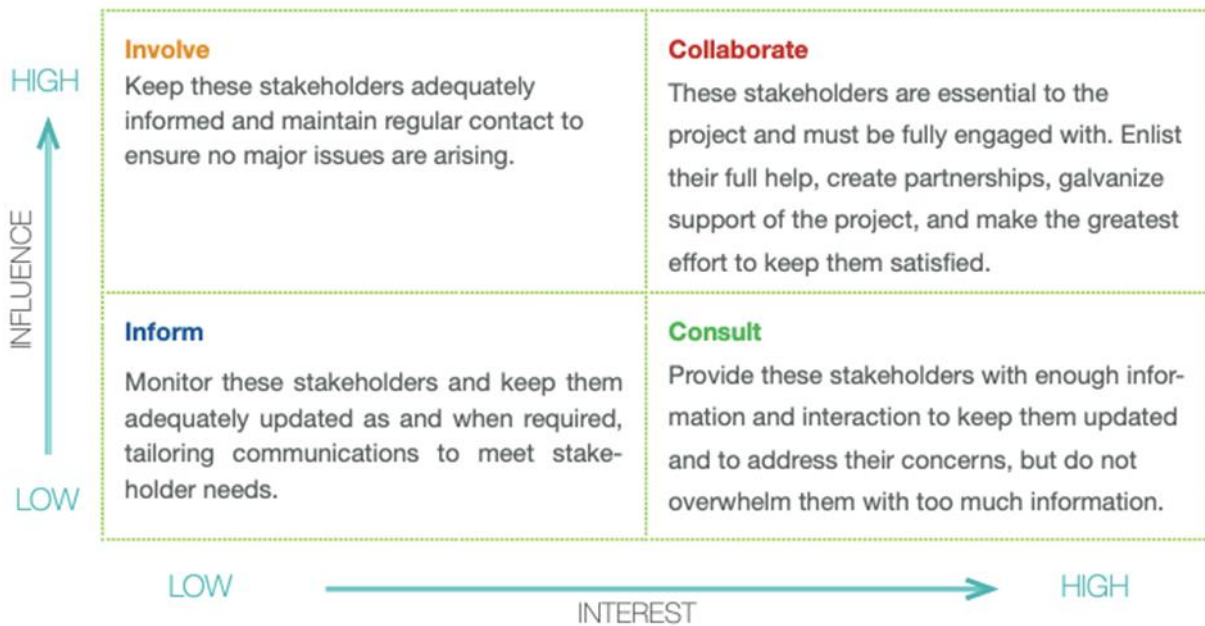 HIGH
INFLUENCE
LOW
Involve
Keep these stakeholders adequately
informed and maintain regular contact to
ensure no major issues are arising.
Collaborate
These stakeholders are essential to the
project and must be fully engaged with. Enlist
their full help, create partnerships, galvanize
support of the project, and make the greatest
effort to keep them satisfied.
Inform
Monitor these stakeholders and keep them
adequately updated as and when required,
tailoring communications to meet stake-
holder needs.
Consult
Provide these stakeholders with enough infor-
mation and interaction to keep them updated
and to address their concerns, but do not
overwhelm them with too much information.
LOW
INTEREST
HIGH